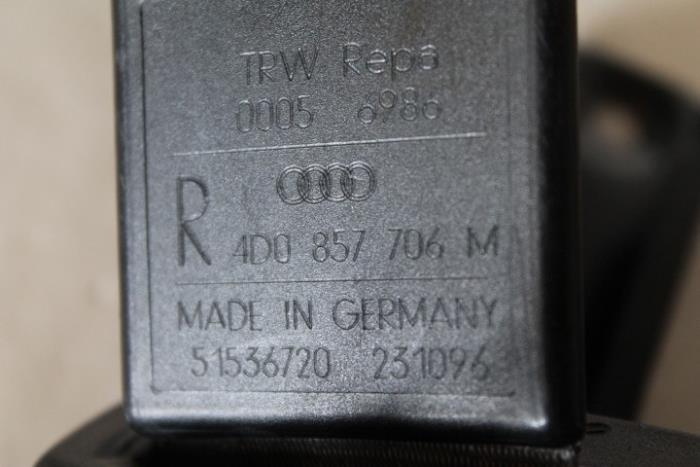 TRW Repa
0005 6986
R 4D0 857 706 M
MADE IN GERMANY
51536720 231096